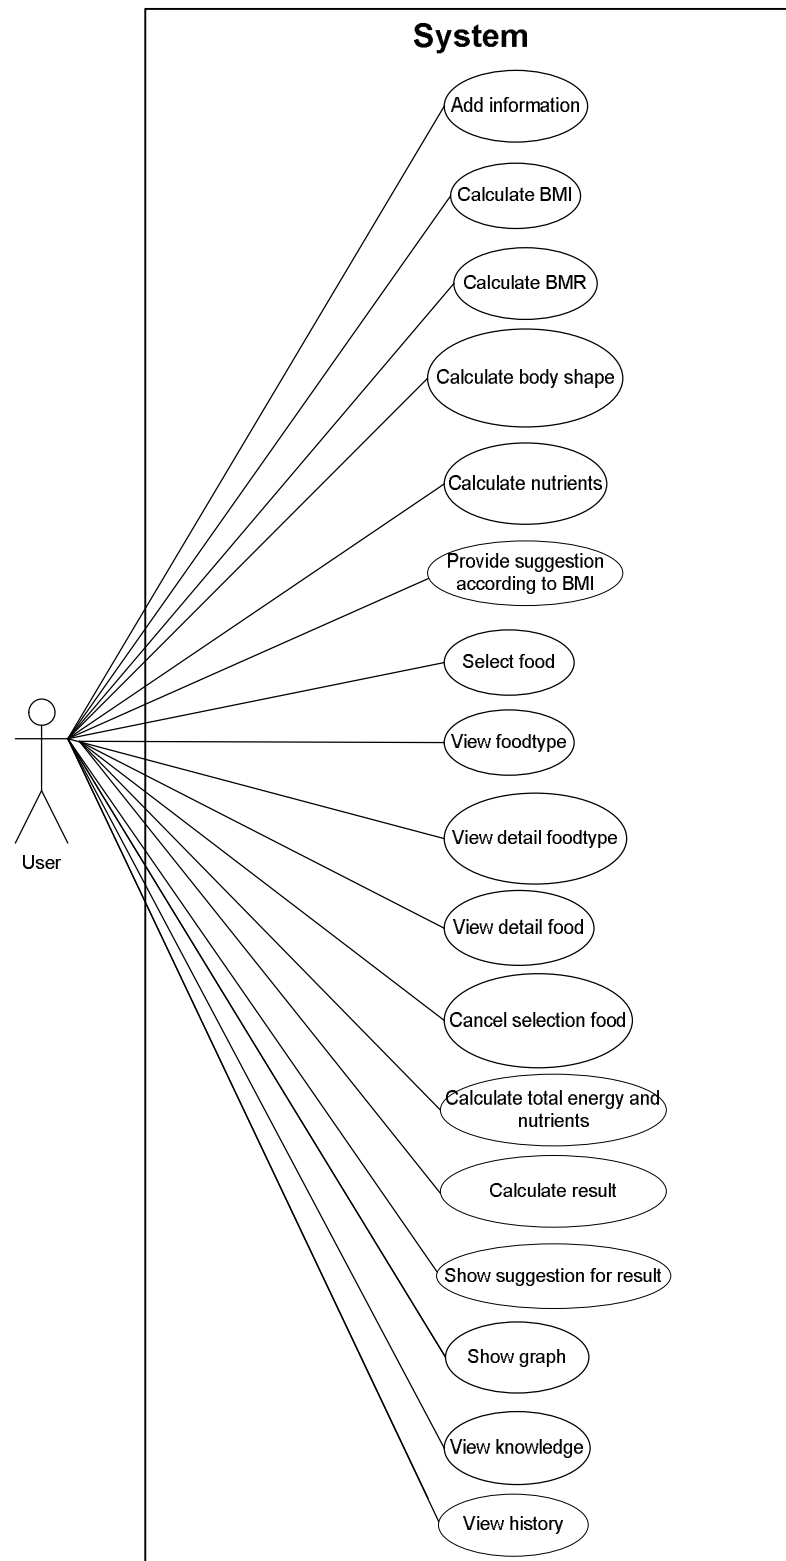 System
Add information
Calculate BMI
Calculate BMR
Calculate body shape
Calculate nutrients
Provide suggestion
according to BMI
Select food
View foodtype
View detail foodtype
User
View detail food
Cancel selection food
Calculate total energy and
nutrients
Calculate result
Show suggestion for result
Show graph
View knowledge
View history